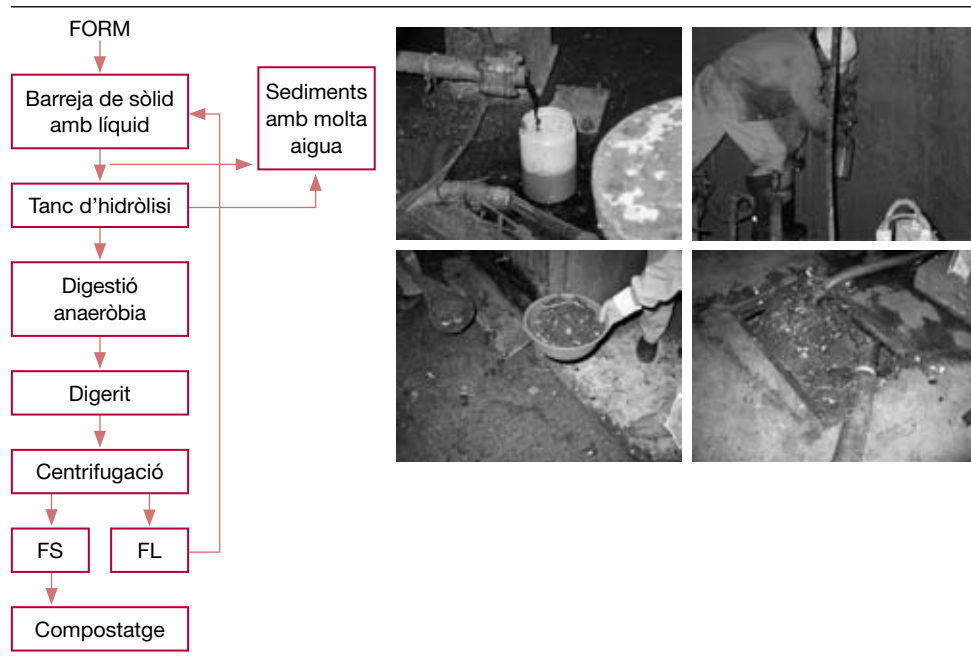 FORM
Barreja de sòlid
amb líquid
Sediments
amb molta
aigua
Tanc d'hidròlisi
Digestió
anaeròbia
Digerit
Centrifugació
FS
FL
Compostatge